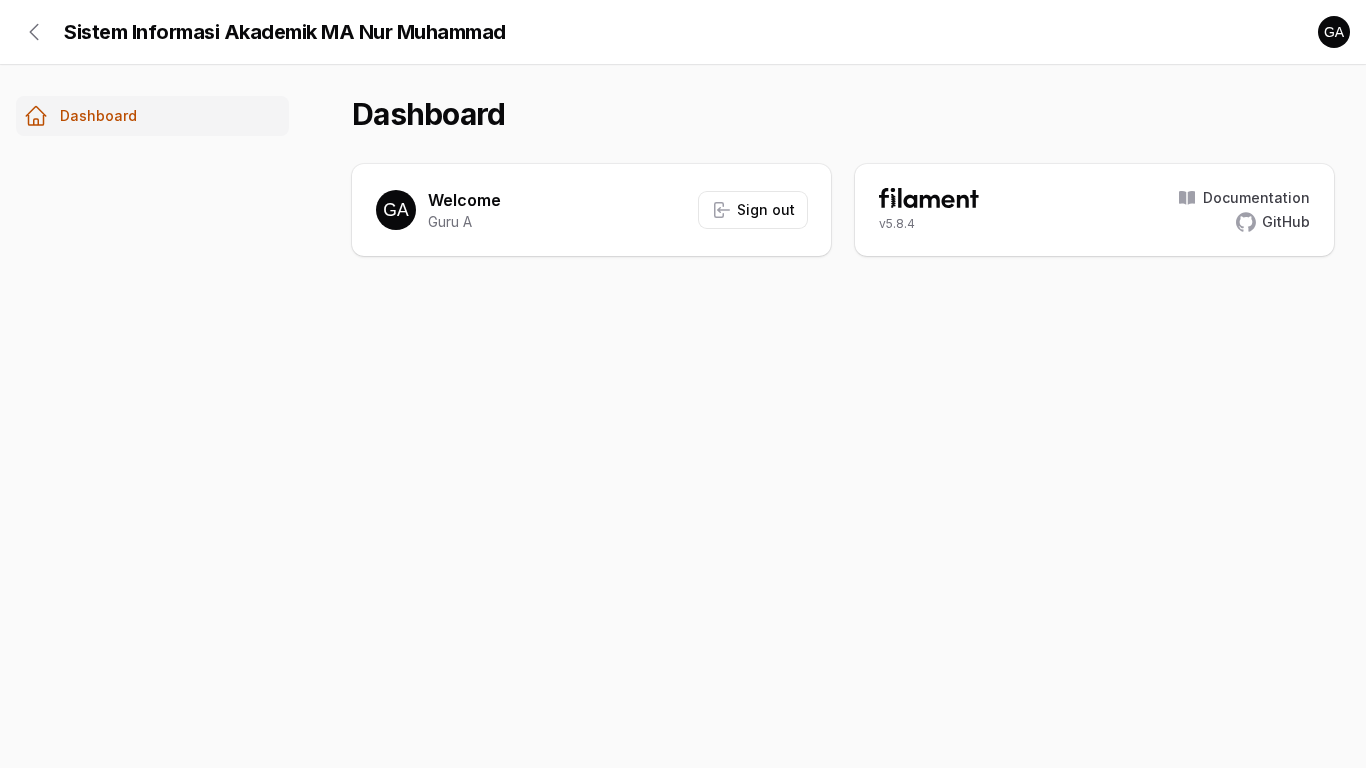 Sistem Informasi Akademik MA Nur Muhammad
GA
Dashboard
Dashboard
GA
Welcome
Guru A
Sign out
filament
v5.8.4
Documentation
GitHub